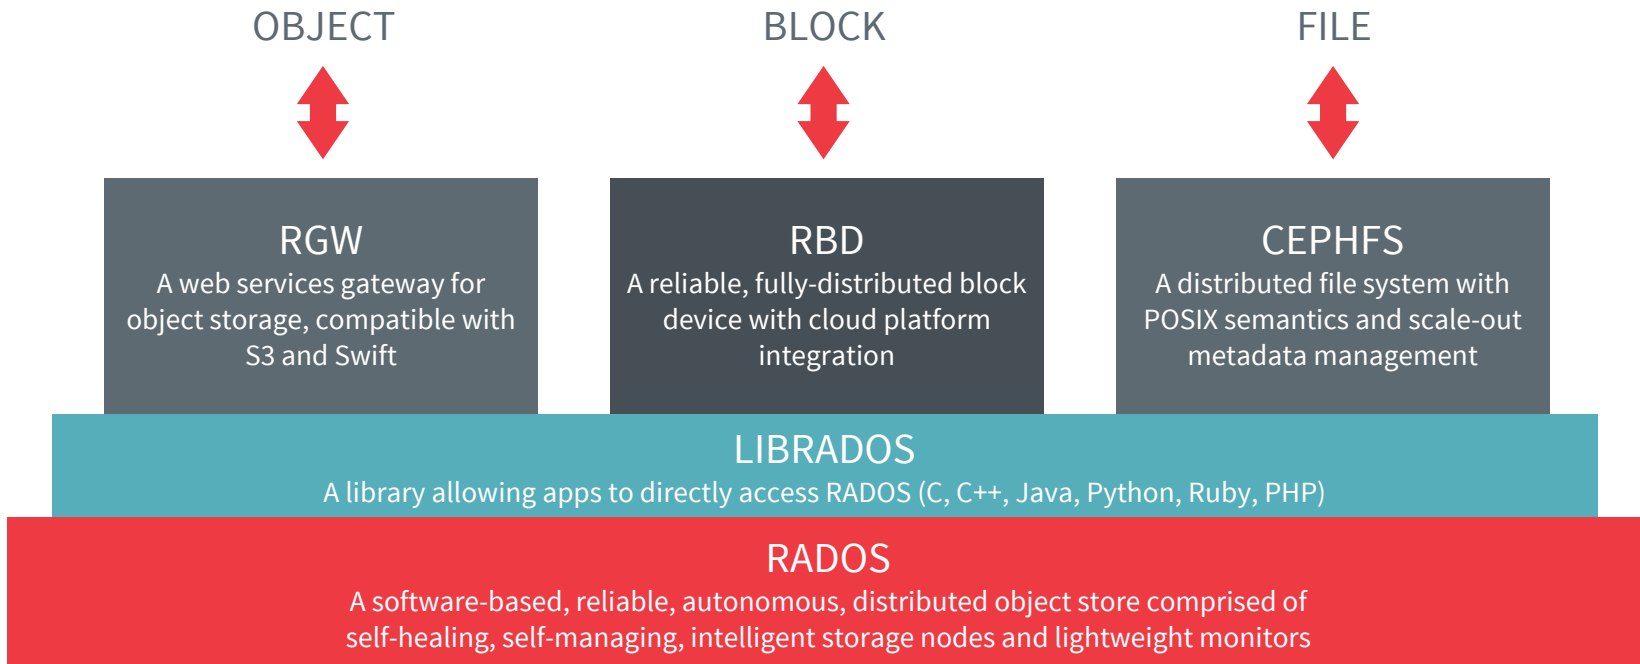 OBJECT
BLOCK
FILE
RGW
A web services gateway for
object storage, compatible with
S3 and Swift
RBD
A reliable, fully-distributed block
device with cloud platform
integration
CEPHFS
A distributed file system with
POSIX semantics and scale-out
metadata management
LIBRADOS
A library allowing apps to directly access RADOS (C, C++, Java, Python, Ruby, PHP)
RADOS
A software-based, reliable, autonomous, distributed object store comprised of
self-healing, self-managing, intelligent storage nodes and lightweight monitors